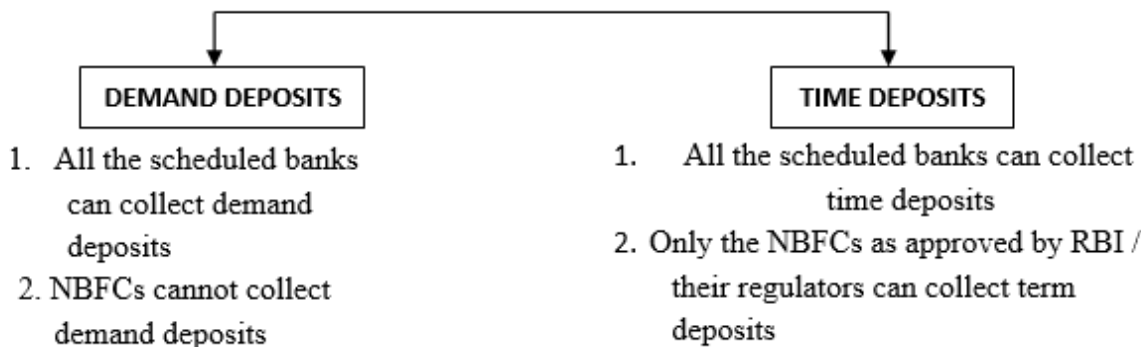 DEMAND DEPOSITS
1. All the scheduled banks
can collect demand
deposits
2. NBFCs cannot collect
demand deposits
TIME DEPOSITS
1. All the scheduled banks can collect
time deposits
2. Only the NBFCs as approved by RBI /
their regulators can collect term
deposits